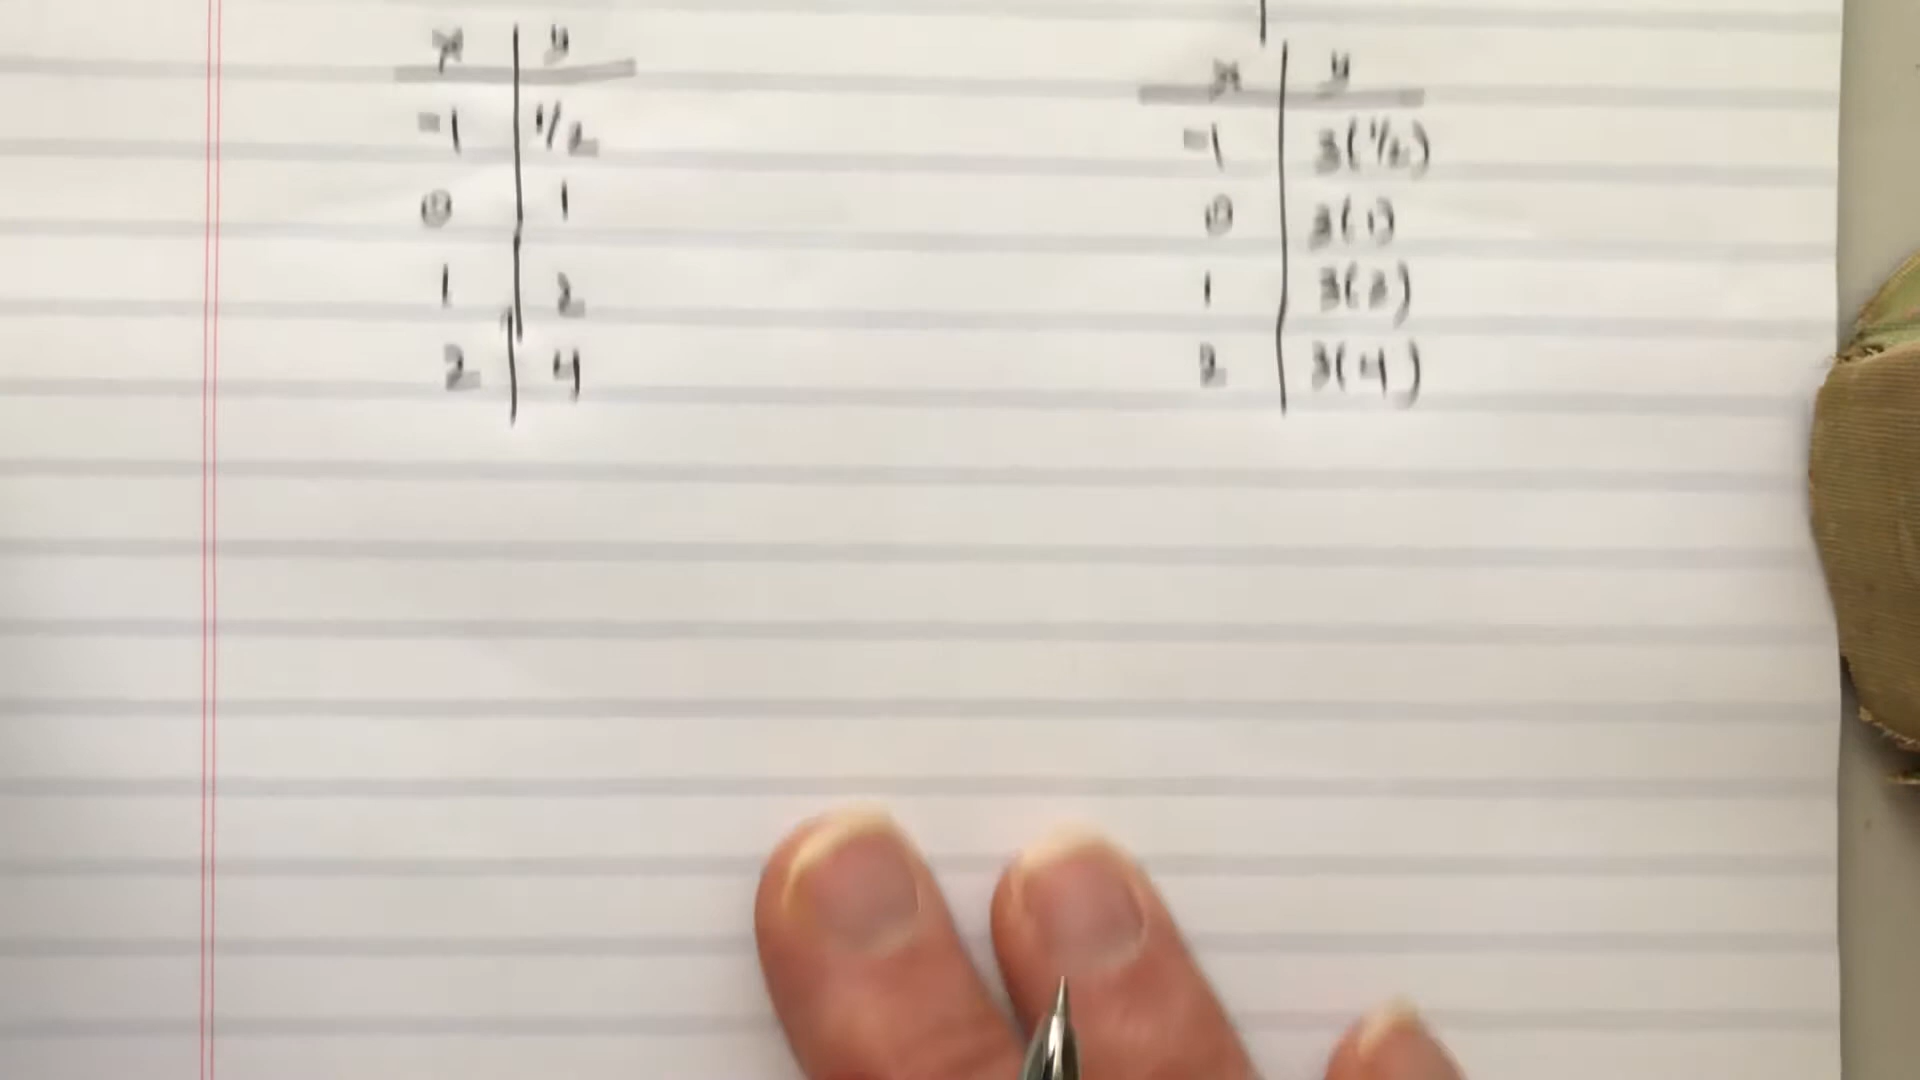 x | y
-1 | 1/2
0 | 1
1 | 2
2 | 4
x | y
-1 | 3(1/2)
0 | 3(1)
1 | 3(2)
2 | 3(4)